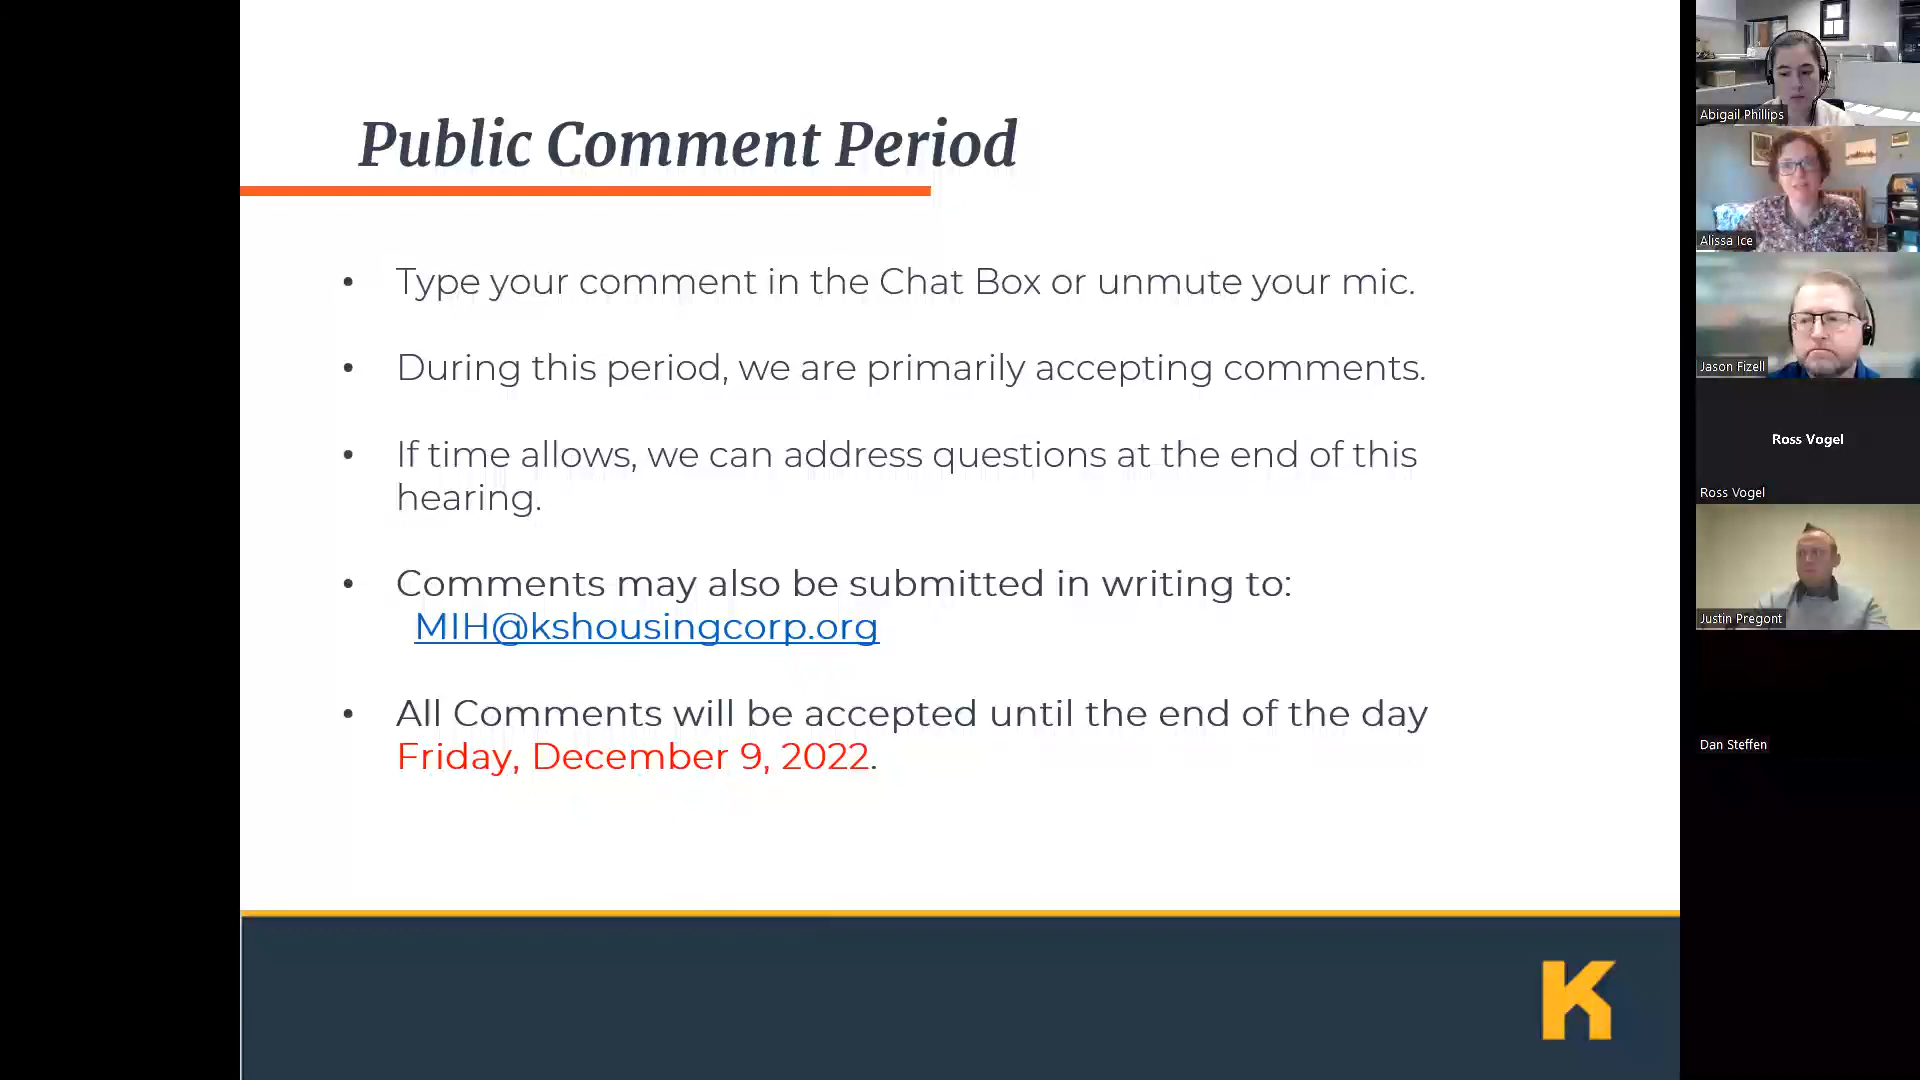 Public Comment Period
• Type your comment in the Chat Box or unmute your mic.
• During this period, we are primarily accepting comments.
• If time allows, we can address questions at the end of this
hearing.
• Comments may also be submitted in writing to:
MIH@kshousingcorp.org
• All Comments will be accepted until the end of the day
Friday, December 9, 2022.
K
Abigail Phillips
Alissa Ice
Jason Fizell
Ross Vogel
Ross Vogel
Justin Pregont
Dan Steffen